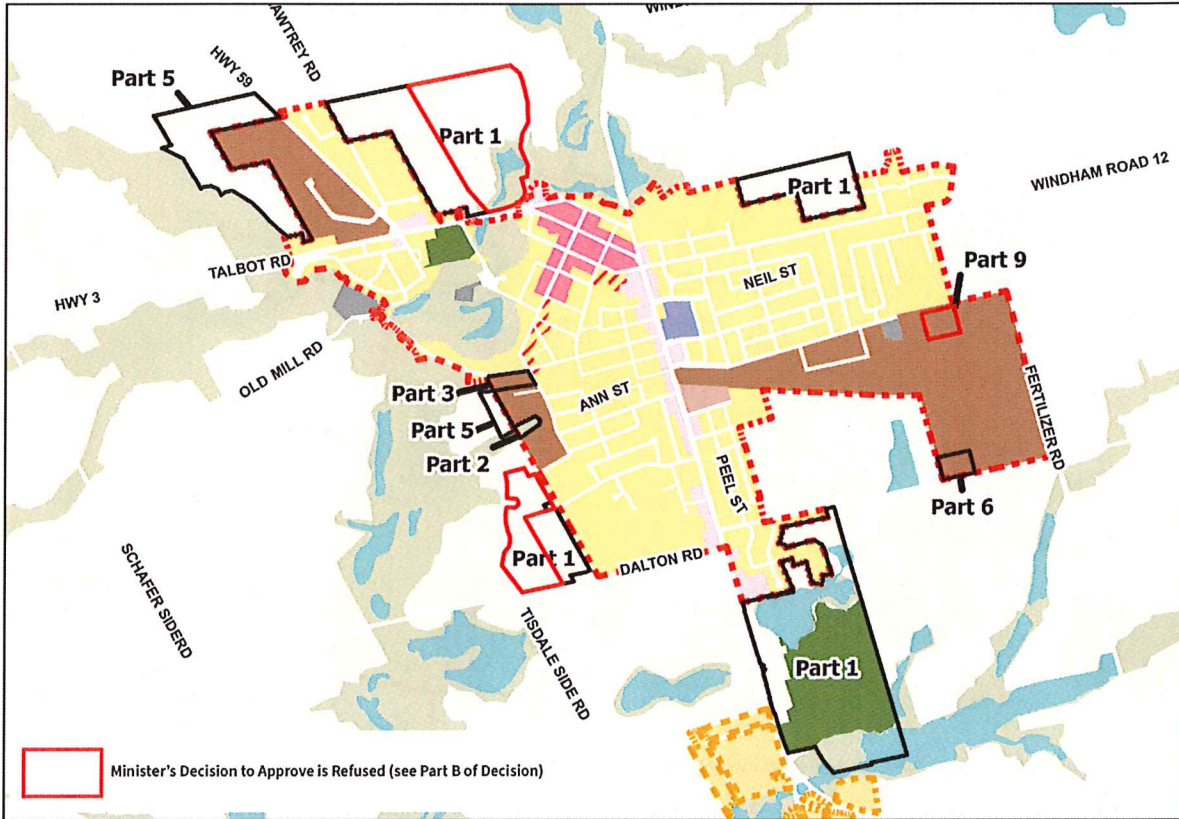 WIND
AWTREY RD
HWY 59
Part 5
Part 1
Part 1
WINDHAM ROAD 12
TALBOT RD
NEIL ST
Part 9
HWY 3
OLD MILL RD
Part 3
ANN ST
FERTILIZER RD
Part 5
Part 2
PEEL ST
Part 6
Part 1
DALTON RD
SCHAFER SIDERD
TISDALE SIDE RD
Part 1
Minister's Decision to Approve is Refused (see Part B of Decision)